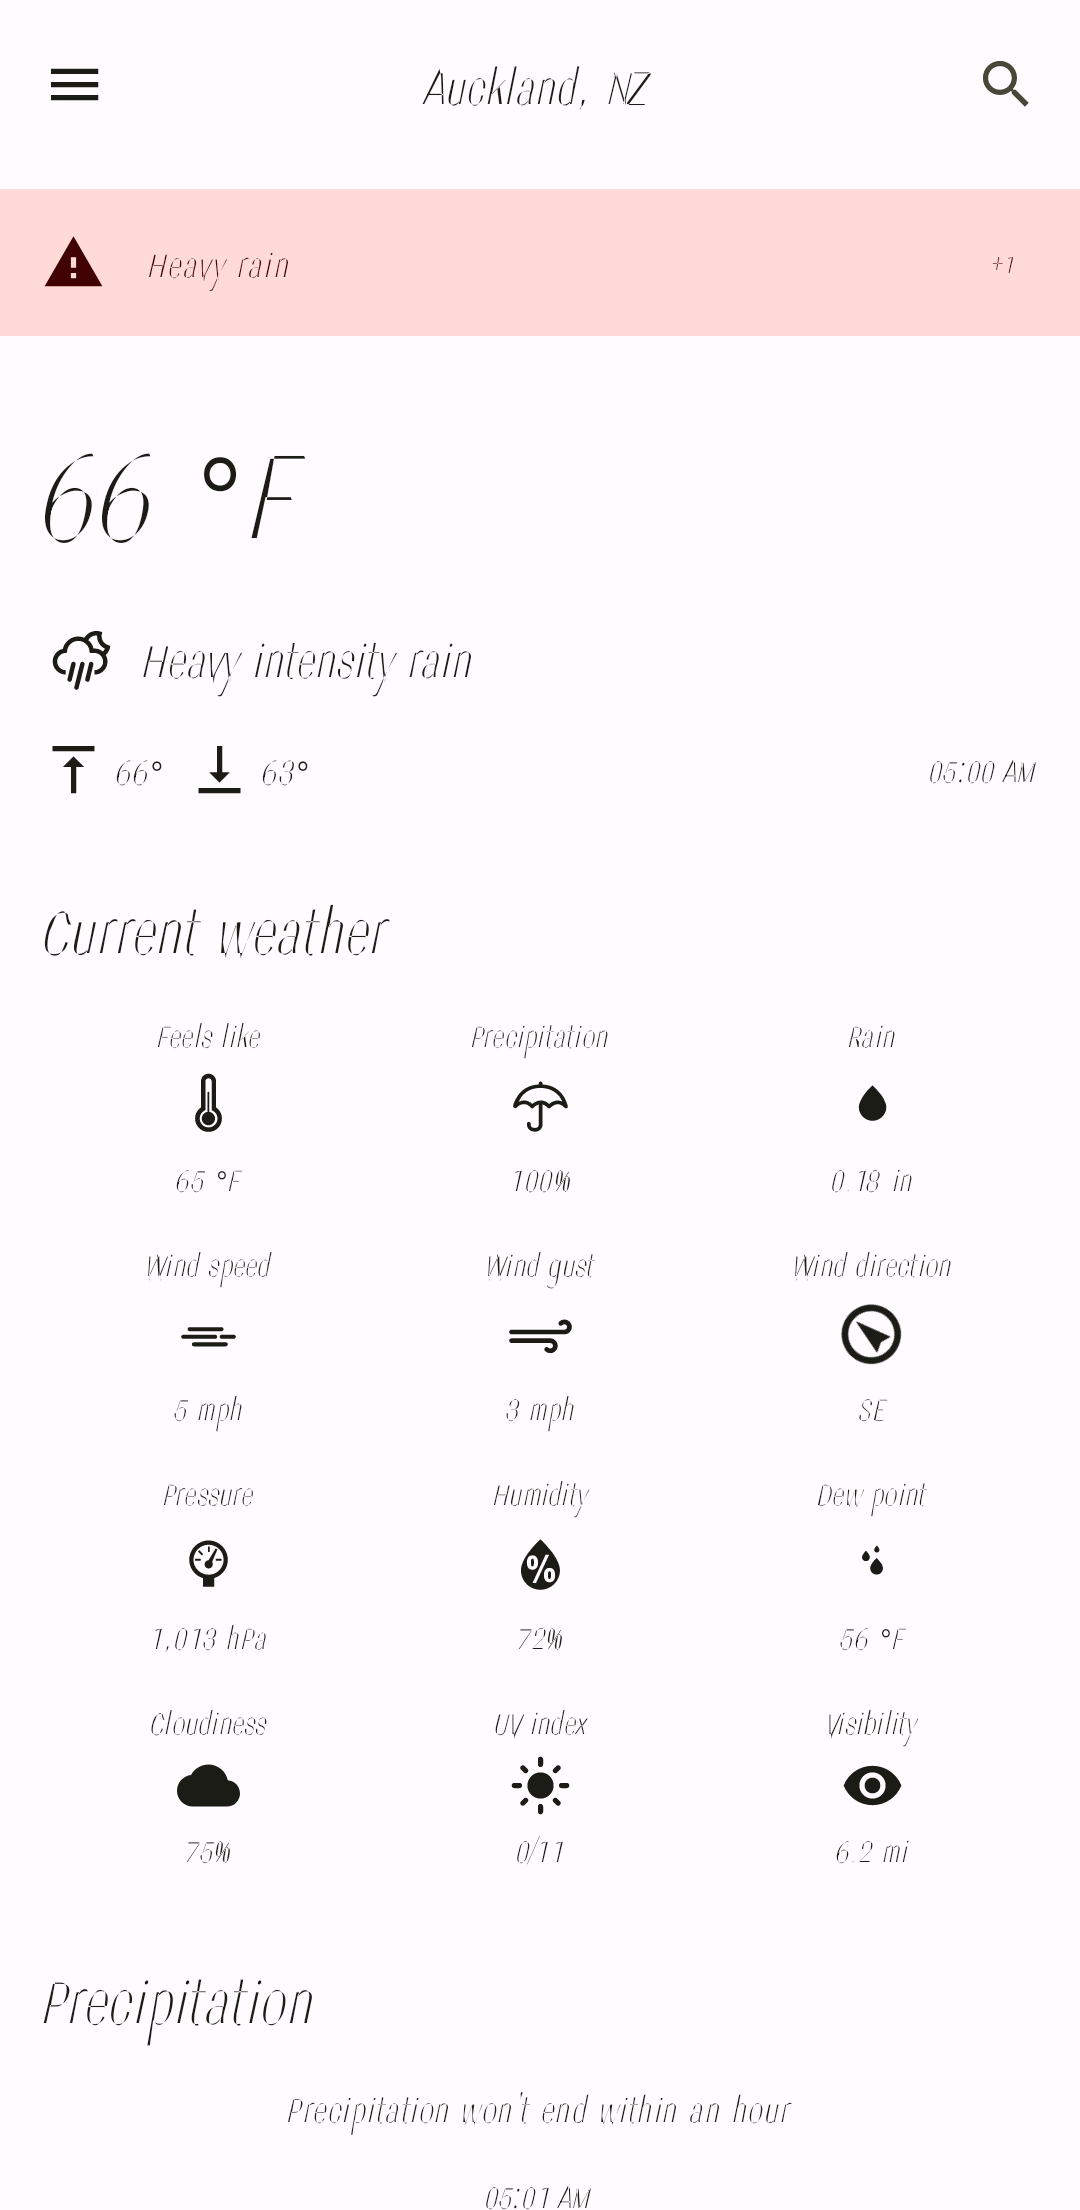 Auckland, NZ
Heavy rain +1
66 °F
Heavy intensity rain
66° 63° 05:00 AM
Current weather
Feels like Precipitation Rain
65 °F 100% 0.18 in
Wind speed Wind gust Wind direction
5 mph 3 mph SE
Pressure Humidity Dew point
1,013 hPa 72% 56 °F
Cloudiness UV index Visibility
75% 0/11 6.2 mi
Precipitation
Precipitation won't end within an hour
05:01 AM